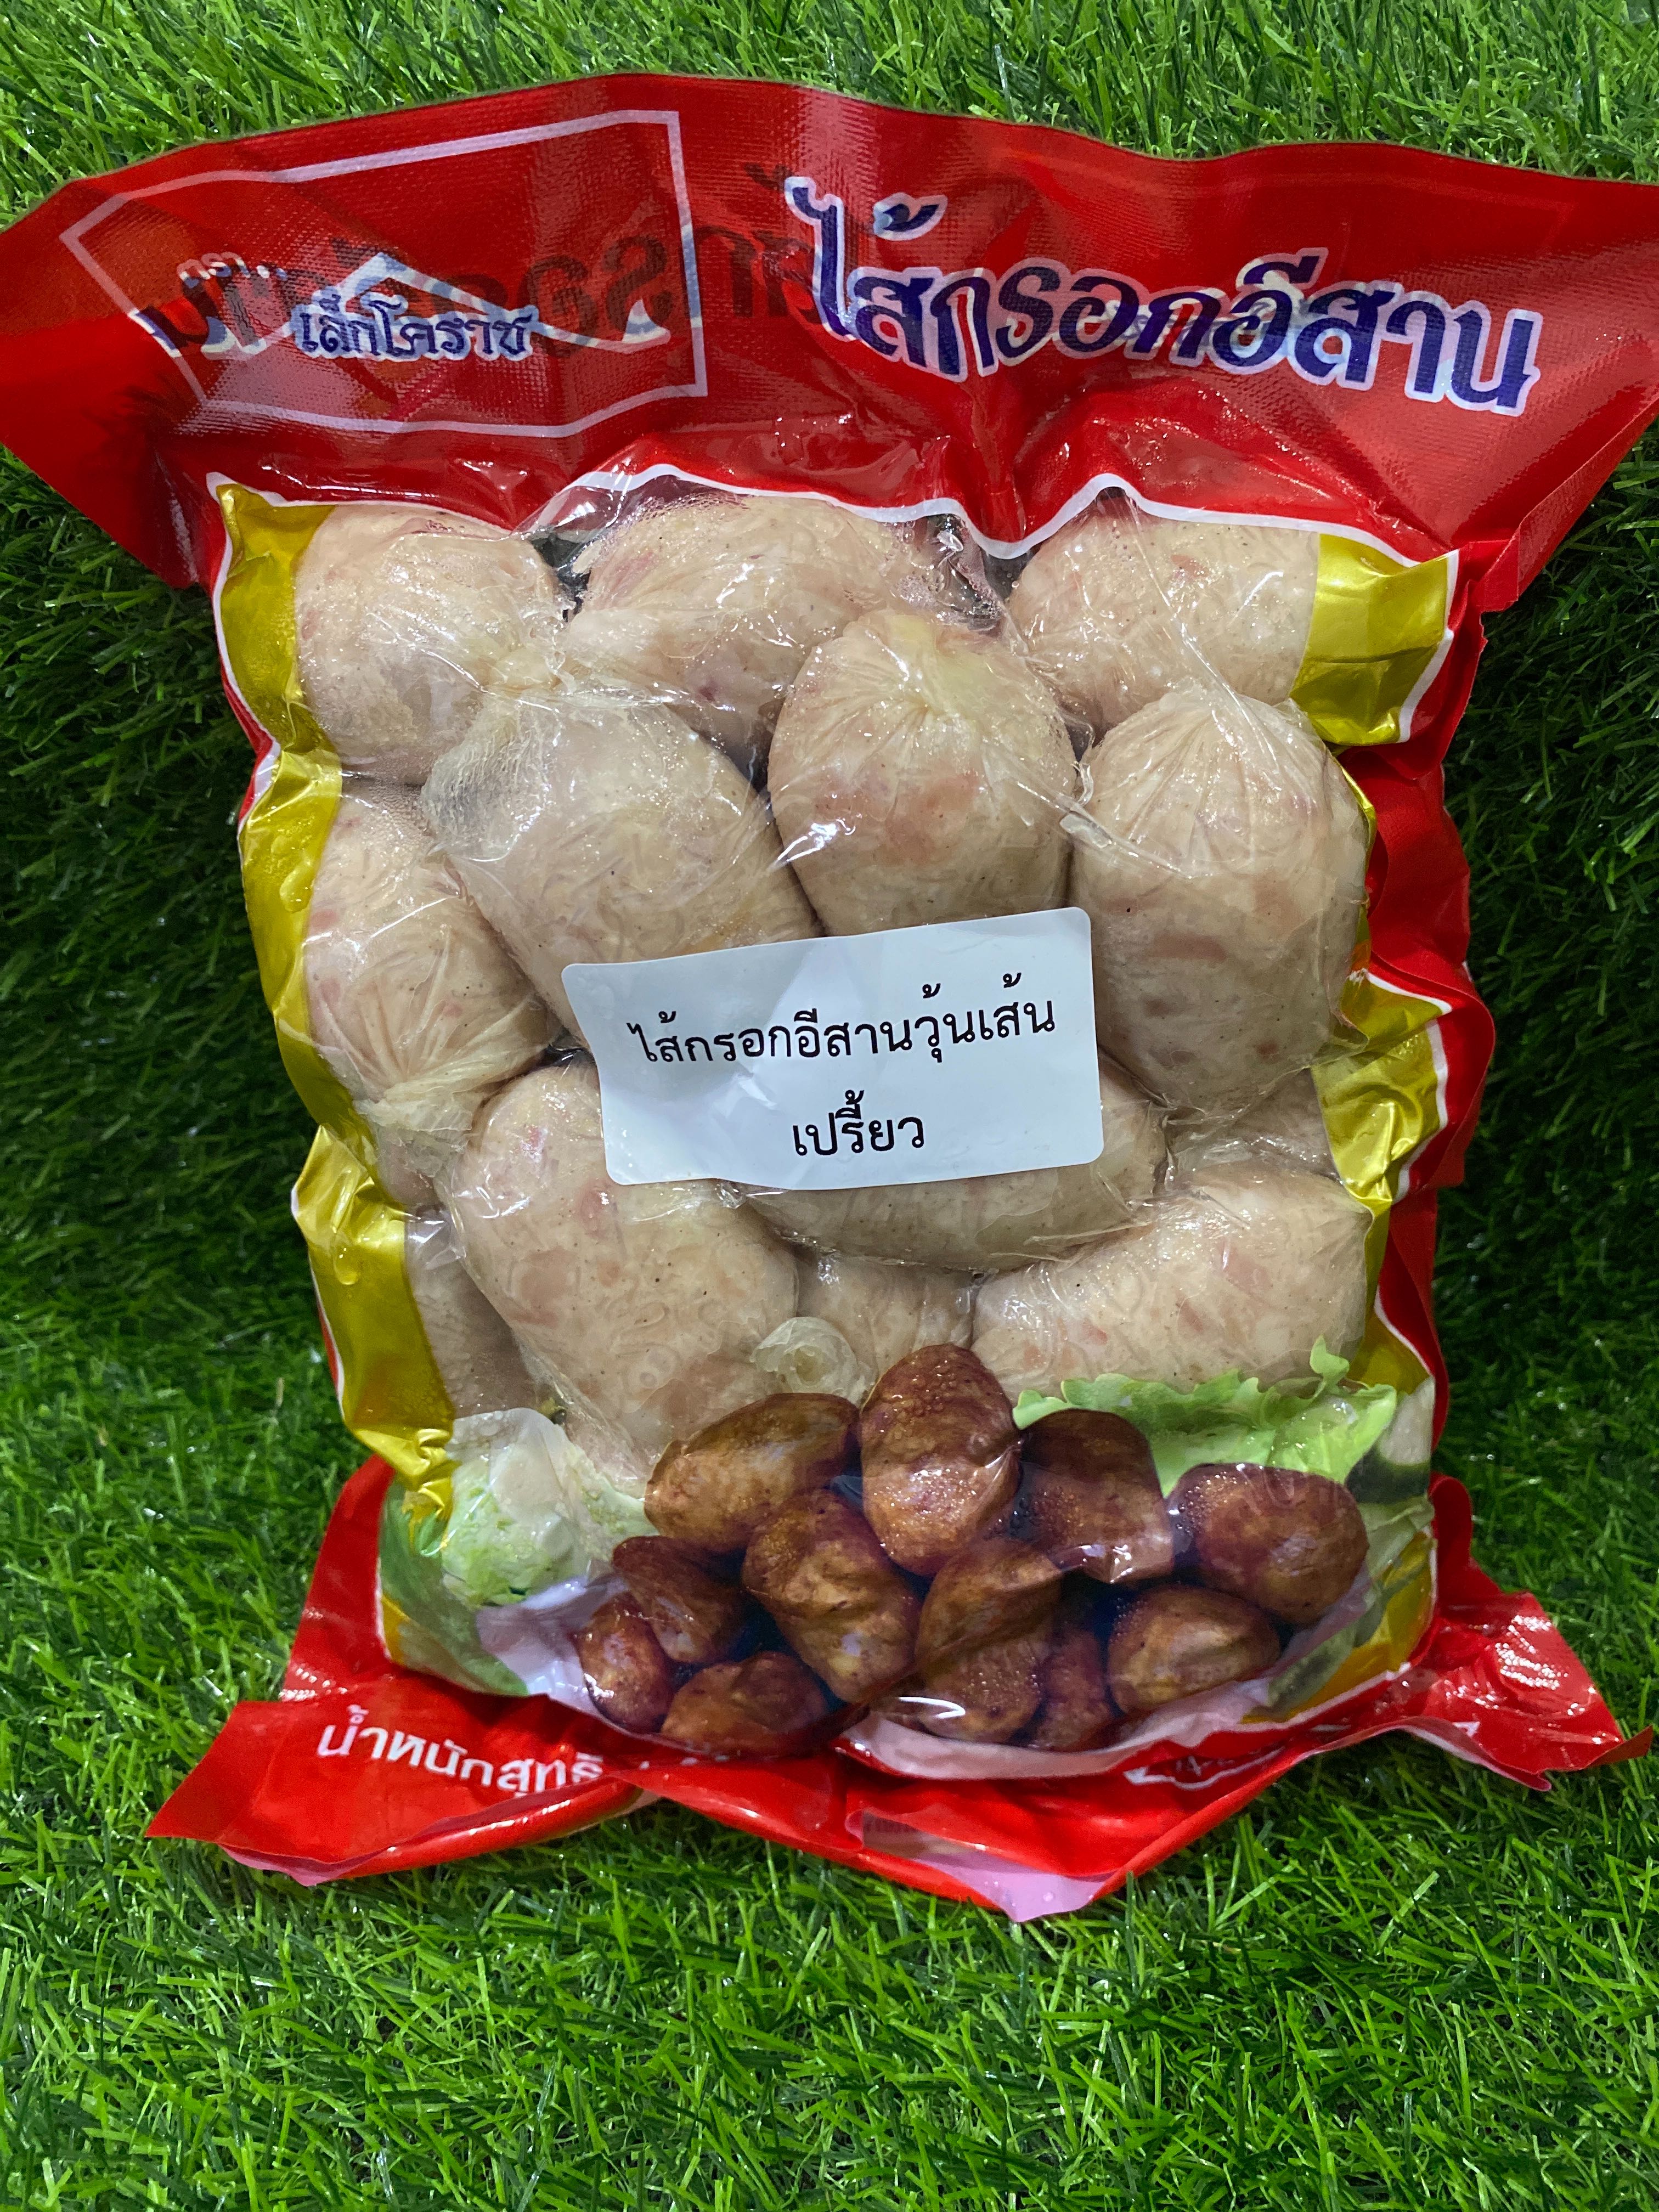 เล็กโคราช
ไส้กรอกอีสาน
ไส้กรอกอีสานวุ้นเส้น
เปรี้ยว
น้ำหนักสุทธิ